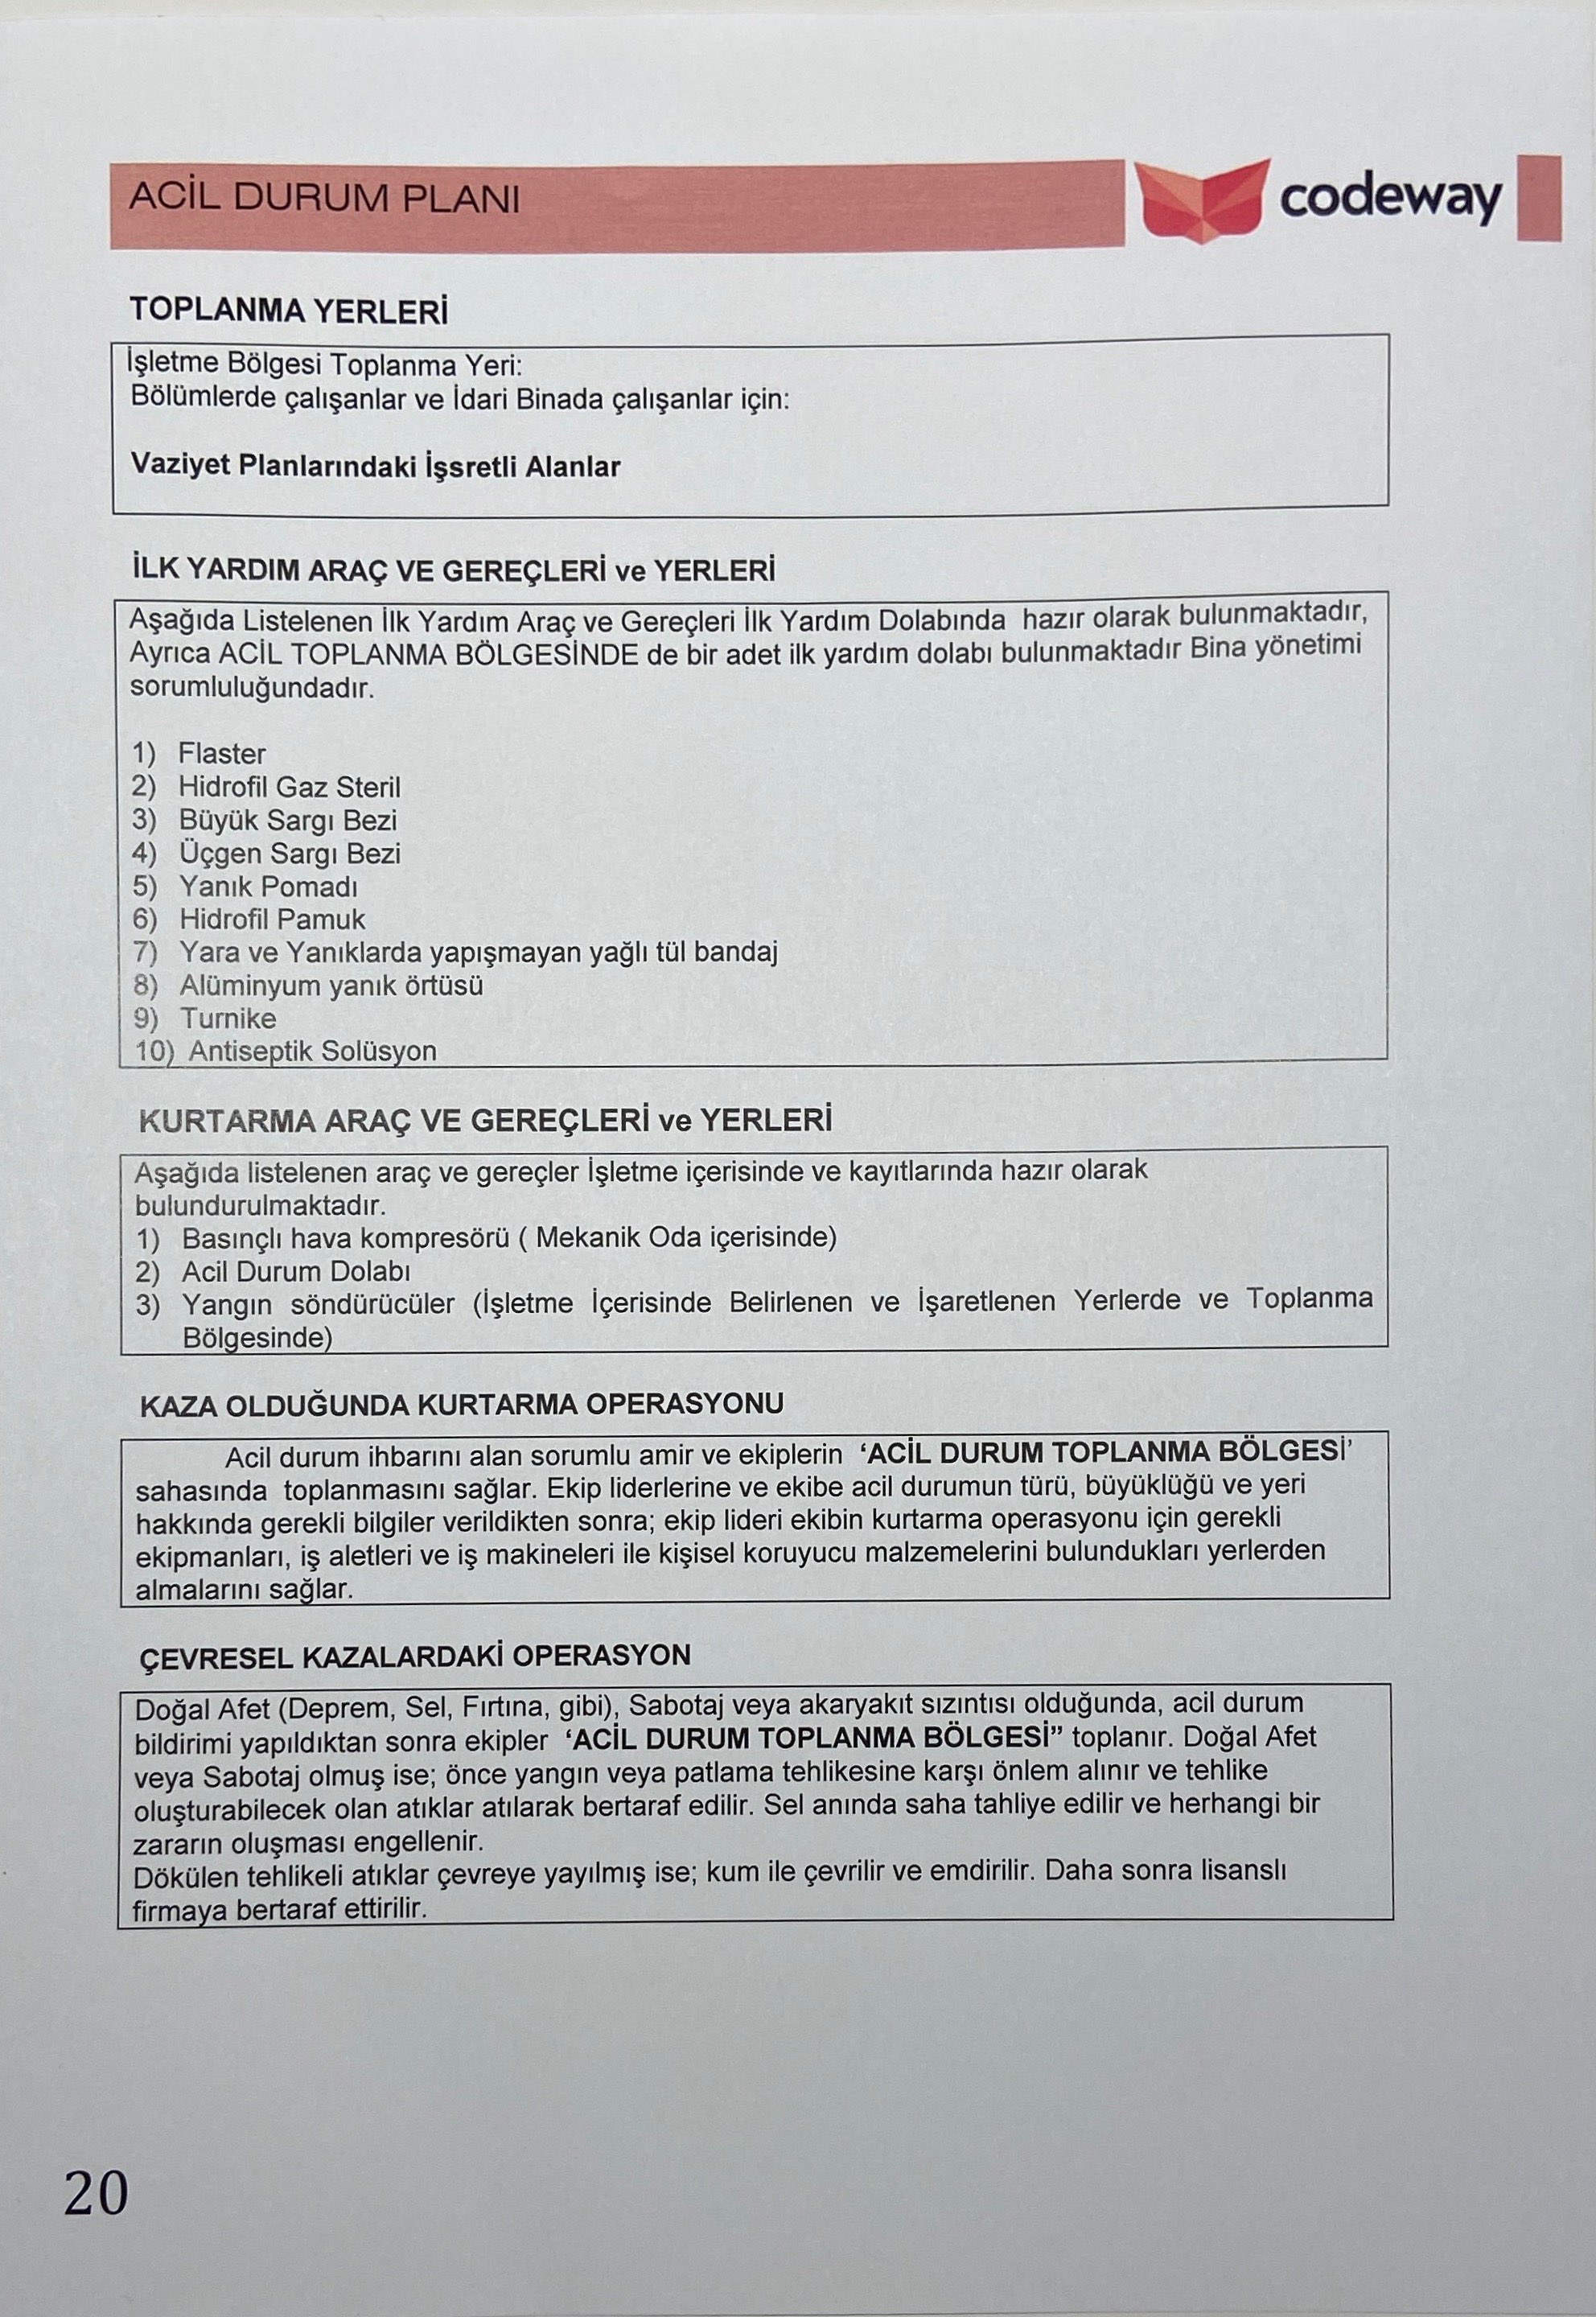 ACİL DURUM PLANI
codeway
TOPLANMA YERLERİ
İşletme Bölgesi Toplanma Yeri:
Bölümlerde çalışanlar ve İdari Binada çalışanlar için:
Vaziyet Planlarındaki İşsretli Alanlar
İLK YARDIM ARAÇ VE GEREÇLERİ ve YERLERİ
Aşağıda Listelenen İlk Yardım Araç ve Gereçleri İlk Yardım Dolabında hazır olarak bulunmaktadır,
Ayrıca ACİL TOPLANMA BÖLGESİNDE de bir adet ilk yardım dolabı bulunmaktadır Bina yönetimi
sorumluluğundadır.
1) Flaster
2) Hidrofil Gaz Steril
3) Büyük Sargı Bezi
4) Üçgen Sargı Bezi
5) Yanık Pomadı
6) Hidrofil Pamuk
7) Yara ve Yanıklarda yapışmayan yağlı tül bandaj
8) Alüminyum yanık örtüsü
9) Turnike
10) Antiseptik Solüsyon
KURTARMA ARAÇ VE GEREÇLERİ ve YERLERİ
Aşağıda listelenen araç ve gereçler İşletme içerisinde ve kayıtlarında hazır olarak
bulundurulmaktadır.
1) Basınçlı hava kompresörü ( Mekanik Oda içerisinde)
2) Acil Durum Dolabı
3) Yangın söndürücüler (İşletme İçerisinde Belirlenen ve İşaretlenen Yerlerde ve Toplanma
Bölgesinde)
KAZA OLDUĞUNDA KURTARMA OPERASYONU
Acil durum ihbarını alan sorumlu amir ve ekiplerin ‘ACİL DURUM TOPLANMA BÖLGESİ’
sahasında toplanmasını sağlar. Ekip liderlerine ve ekibe acil durumun türü, büyüklüğü ve yeri
hakkında gerekli bilgiler verildikten sonra; ekip lideri ekibin kurtarma operasyonu için gerekli
ekipmanları, iş aletleri ve iş makineleri ile kişisel koruyucu malzemelerini bulundukları yerlerden
almalarını sağlar.
ÇEVRESEL KAZALARDAKİ OPERASYON
Doğal Afet (Deprem, Sel, Fırtına, gibi), Sabotaj veya akaryakıt sızıntısı olduğunda, acil durum
bildirimi yapıldıktan sonra ekipler ‘ACİL DURUM TOPLANMA BÖLGESİ” toplanır. Doğal Afet
veya Sabotaj olmuş ise; önce yangın veya patlama tehlikesine karşı önlem alınır ve tehlike
oluşturabilecek olan atıklar atılarak bertaraf edilir. Sel anında saha tahliye edilir ve herhangi bir
zararın oluşması engellenir.
Dökülen tehlikeli atıklar çevreye yayılmış ise; kum ile çevrilir ve emdirilir. Daha sonra lisanslı
firmaya bertaraf ettirilir.
20